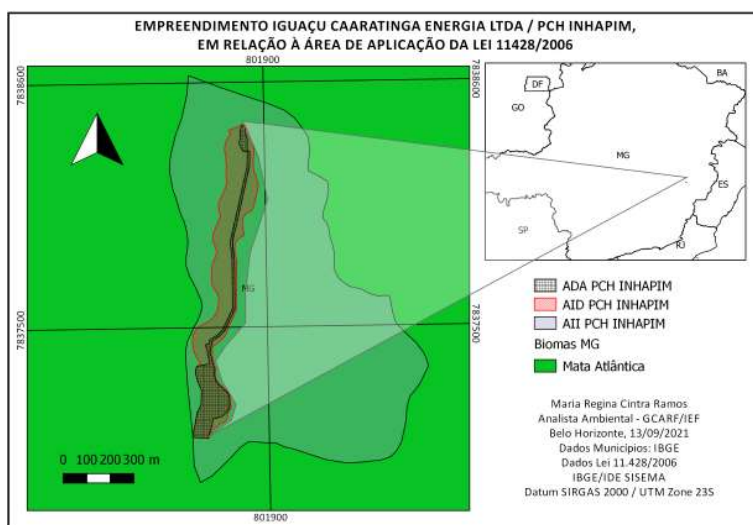 EMPREENDIMENTO IGUAÇU CAARATINGA ENERGIA LTDA / PCH INHAPIM,
EM RELAÇÃO À ÁREA DE APLICAÇÃO DA LEI 11428/2006
801900
7838600
7838600
MG
7837500
7837500
0 100 200 300 m
801900
BA
DF
GO
MG
ES
SP
RJ
ADA PCH INHAPIM
AID PCH INHAPIM
AII PCH INHAPIM
Biomas MG
Mata Atlântica
Maria Regina Cintra Ramos
Analista Ambiental - GCARF/IEF
Belo Horizonte, 13/09/2021
Dados Municípios: IBGE
Dados Lei 11.428/2006
IBGE/IDE SISEMA
Datum SIRGAS 2000 / UTM Zone 23S